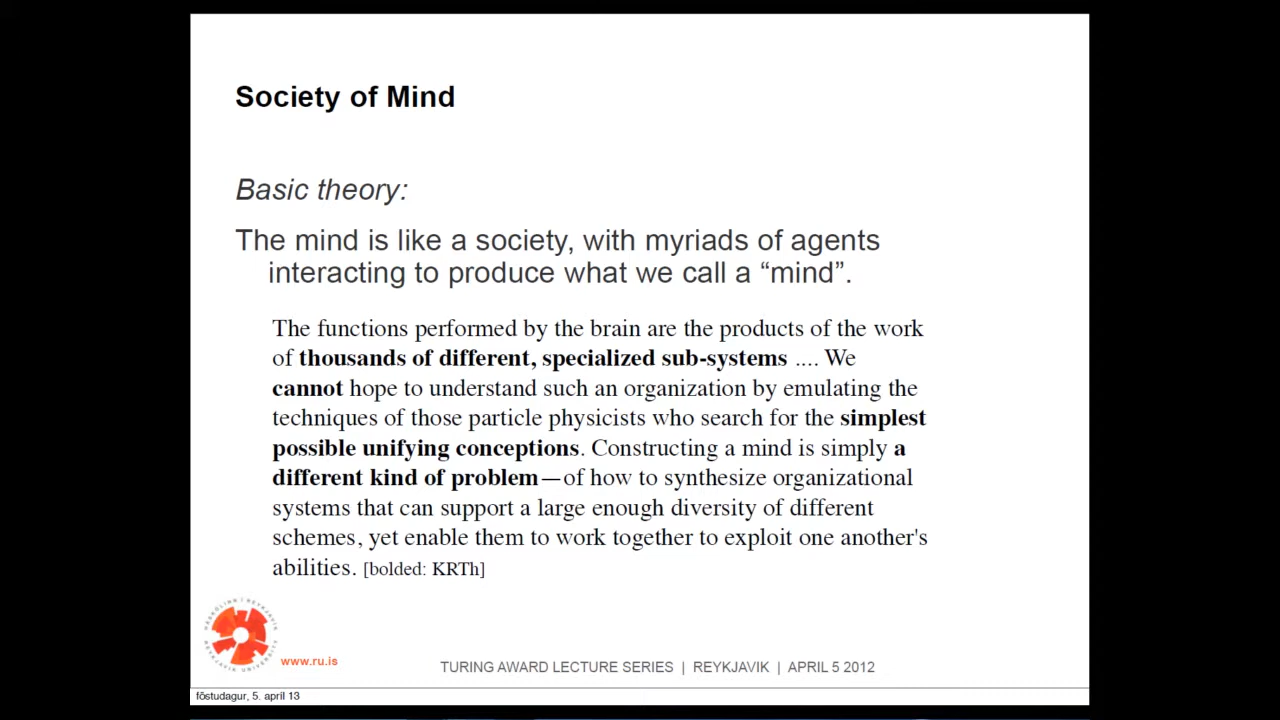 Society of Mind
Basic theory:
The mind is like a society, with myriads of agents
interacting to produce what we call a “mind”.
The functions performed by the brain are the products of the work
of thousands of different, specialized sub-systems .... We
cannot hope to understand such an organization by emulating the
techniques of those particle physicists who search for the simplest
possible unifying conceptions. Constructing a mind is simply a
different kind of problem—of how to synthesize organizational
systems that can support a large enough diversity of different
schemes, yet enable them to work together to exploit one another's
abilities. [bolded: KRTh]
HÁSKÓLINN Í REYKJAVÍK
REYKJAVIK UNIVERSITY
www.ru.is
TURING AWARD LECTURE SERIES | REYKJAVIK | APRIL 5 2012
föstudagur, 5. apríl 13